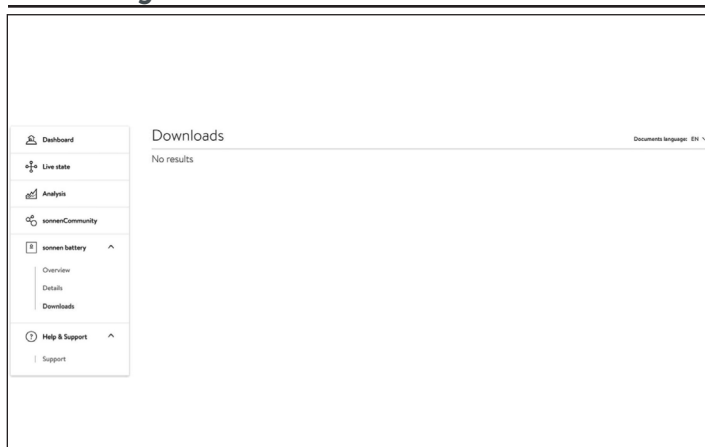 Dashboard
Live state
Analysis
sonnenCommunity
sonnen battery
Overview
Details
Downloads
Help & Support
Support
Downloads
Documents language: EN
No results